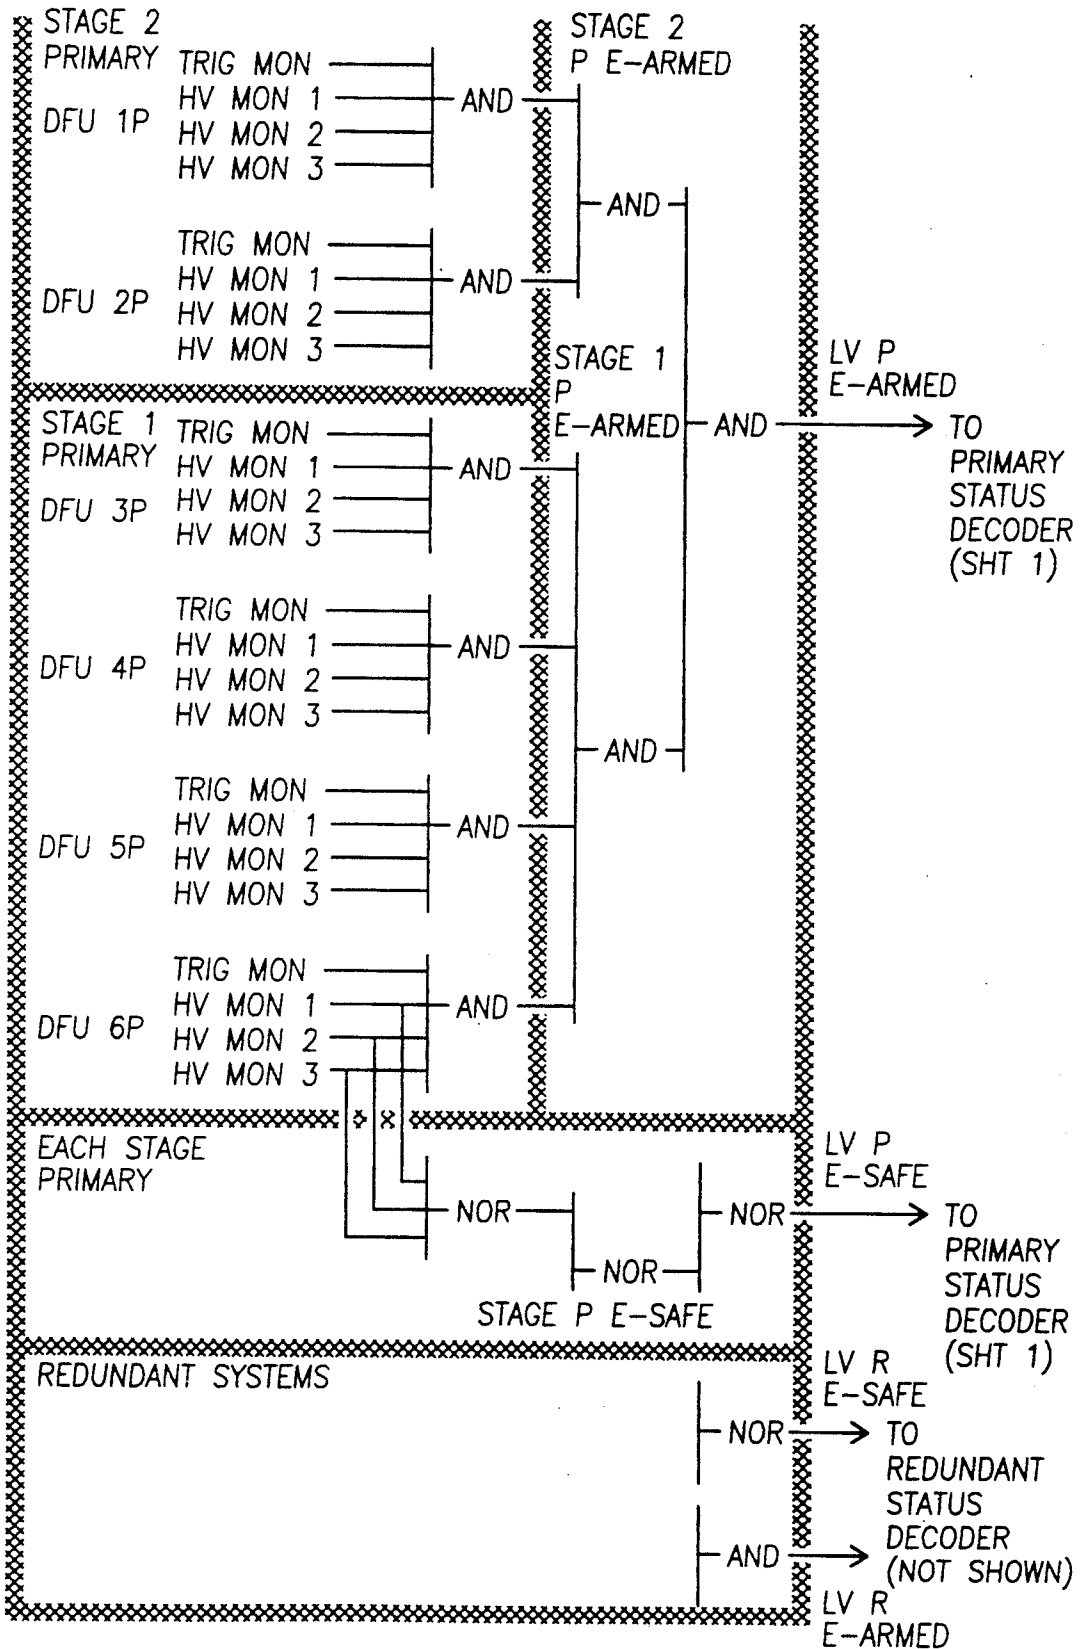 STAGE 2
PRIMARY
DFU 1P
TRIG MON
HV MON 1
HV MON 2
HV MON 3
AND
STAGE 2
P E-ARMED
AND
DFU 2P
TRIG MON
HV MON 1
HV MON 2
HV MON 3
AND
STAGE 1
P
E-ARMED
AND
LV P
E-ARMED
TO
PRIMARY
STATUS
DECODER
(SHT 1)
STAGE 1
PRIMARY
DFU 3P
TRIG MON
HV MON 1
HV MON 2
HV MON 3
AND
DFU 4P
TRIG MON
HV MON 1
HV MON 2
HV MON 3
AND
AND
DFU 5P
TRIG MON
HV MON 1
HV MON 2
HV MON 3
AND
DFU 6P
TRIG MON
HV MON 1
HV MON 2
HV MON 3
AND
EACH STAGE
PRIMARY
NOR
NOR
STAGE P E-SAFE
NOR
LV P
E-SAFE
TO
PRIMARY
STATUS
DECODER
(SHT 1)
REDUNDANT SYSTEMS
NOR
LV R
E-SAFE
TO
REDUNDANT
STATUS
DECODER
(NOT SHOWN)
AND
LV R
E-ARMED